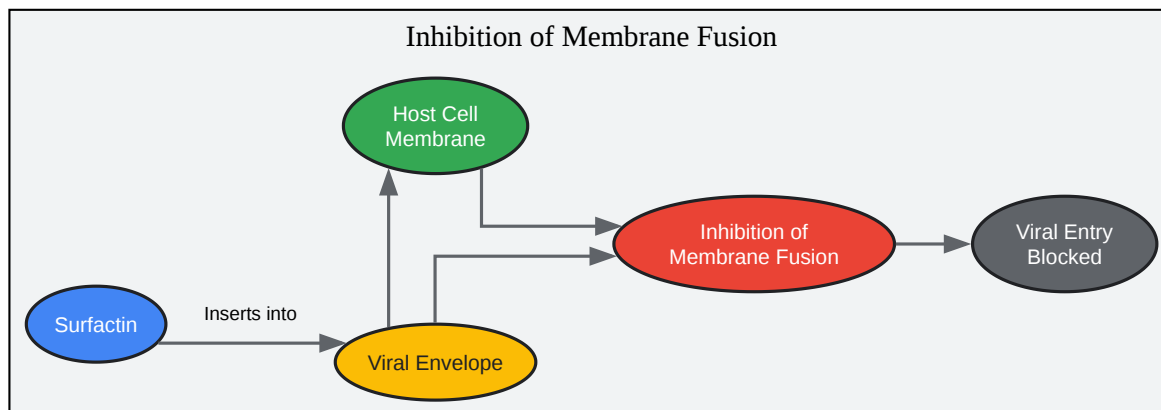 Inhibition of Membrane Fusion
Host Cell
Membrane
Inhibition of
Membrane Fusion
Viral Entry
Blocked
Surfactin
Inserts into
Viral Envelope